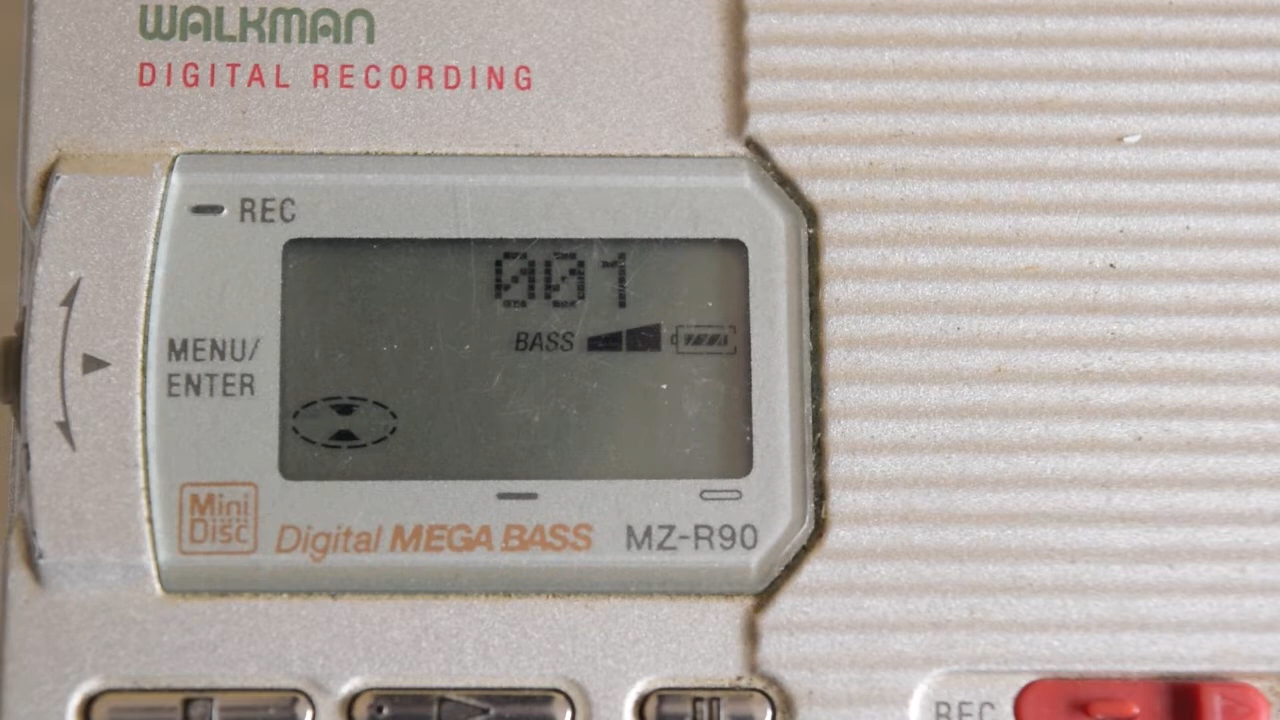 WALKMAN
DIGITAL RECORDING
REC
001
BASS
MENU/
ENTER
Mini
Disc
Digital MEGA BASS MZ-R90
REC